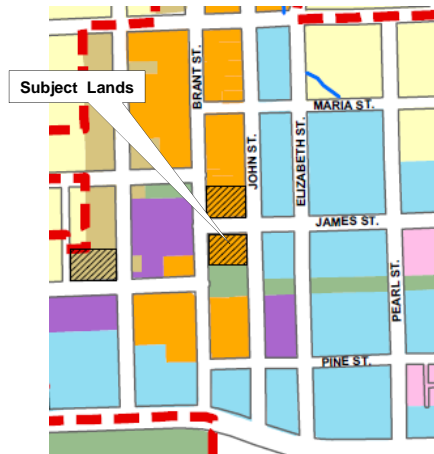 BRANT ST.
Subject Lands
MARIA ST.
JOHN ST.
ELIZABETH ST.
JAMES ST.
PEARL ST.
PINE ST.